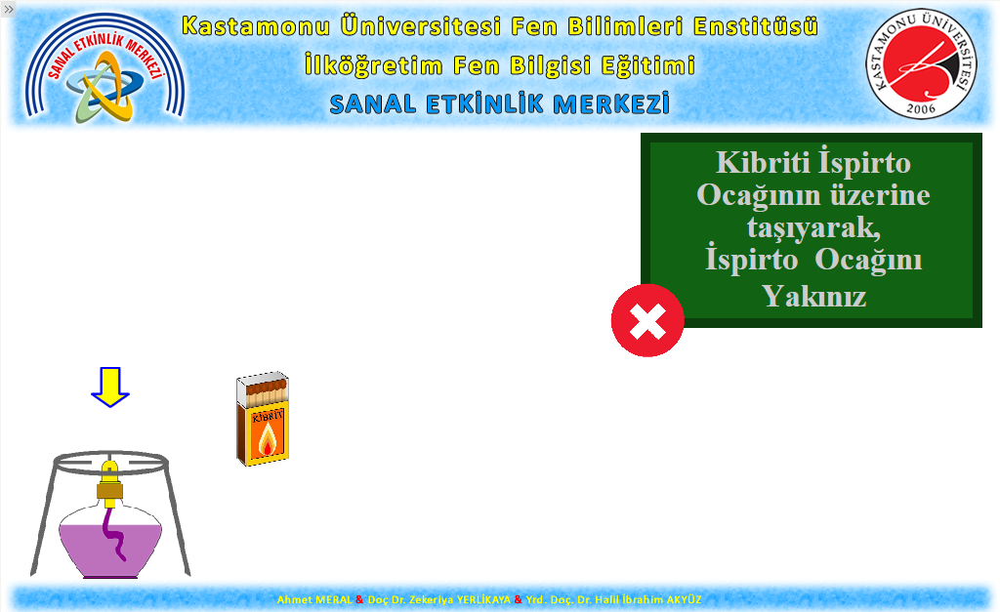 Kastamonu Üniversitesi Fen Bilimleri Enstitüsü
İlköğretim Fen Bilgisi Eğitimi
SANAL ETKİNLİK MERKEZİ
SANAL ETKİNLİK MERKEZİ
KASTAMONU ÜNİVERSİTESİ
2006
Kibriti İspirto
Ocağının üzerine
taşıyarak,
İspirto Ocağını
Yakınız
KİBRİT
Ahmet MERAL & Doç Dr. Zekeriya YERLİKAYA & Yrd. Doç. Dr. Halil İbrahim AKYÜZ